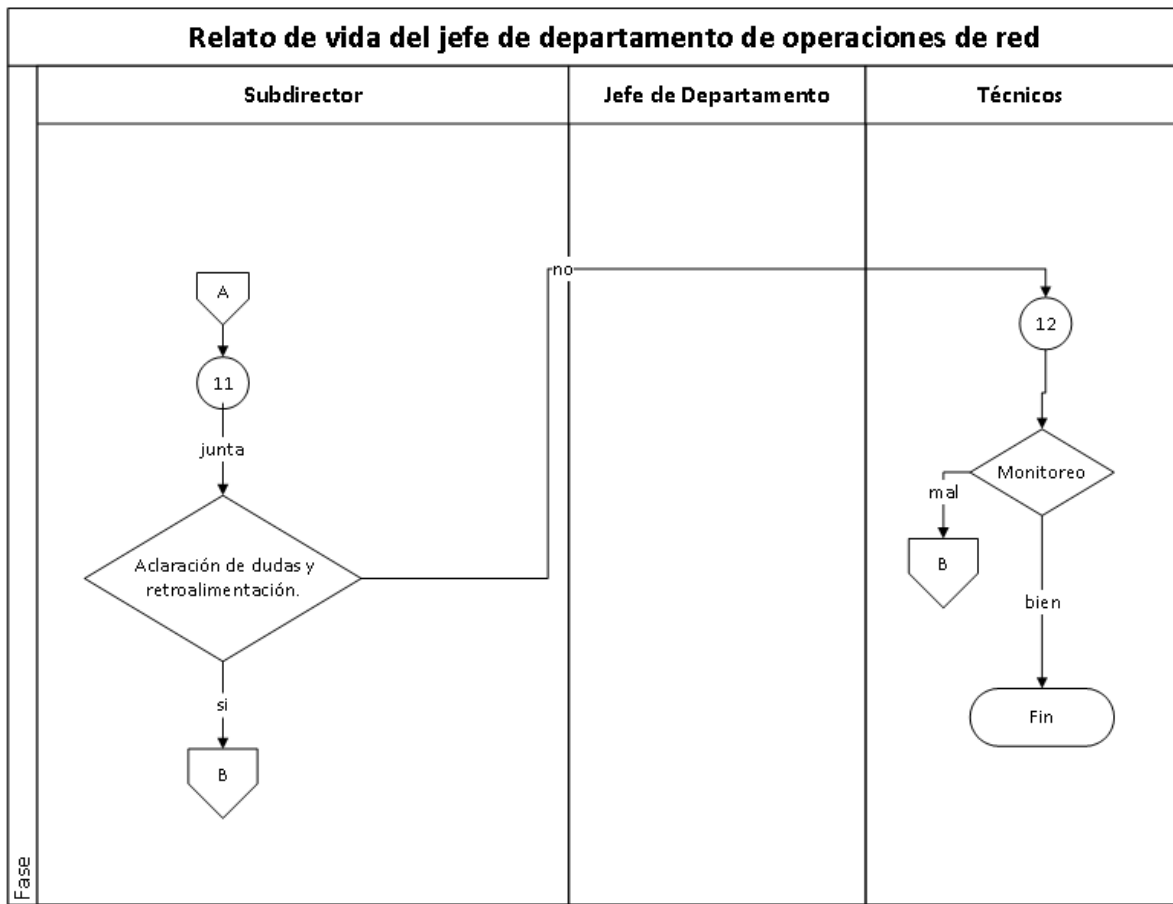 Relato de vida del jefe de departamento de operaciones de red
Subdirector
Jefe de Departamento
Técnicos
A
no
12
11
junta
Monitoreo
mal
Aclaración de dudas y
retroalimentación.
B
bien
si
Fin
B
Fase